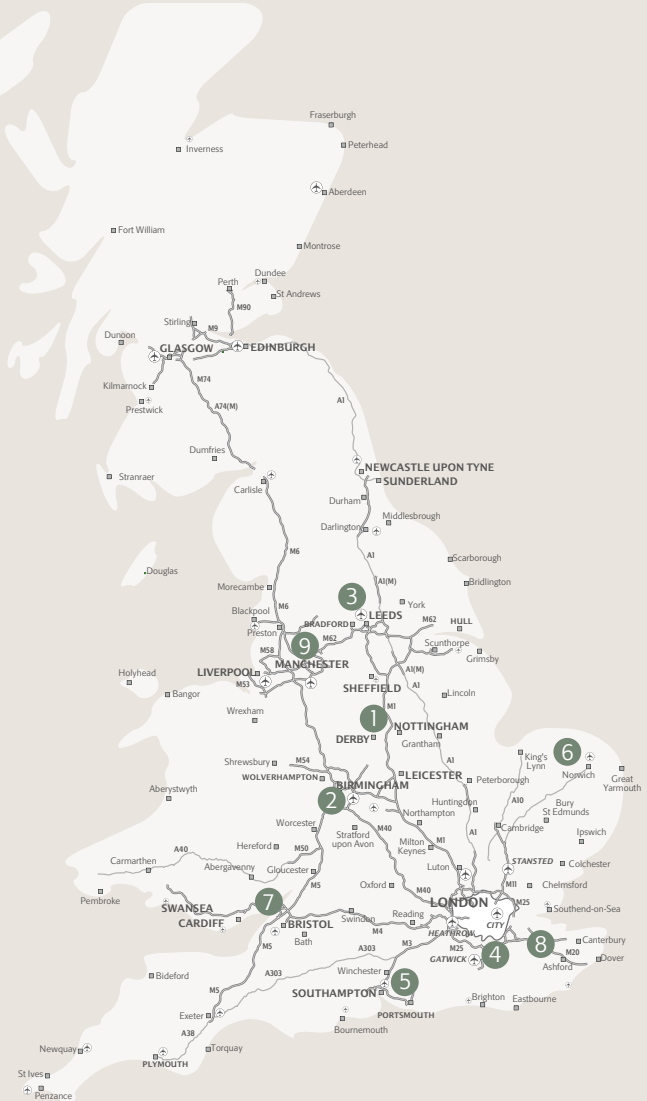 Fraserburgh
Inverness
Peterhead
Aberdeen
Fort William
Montrose
Dundee
Perth
St Andrews
M90
Stirling
M9
Dunoon
GLASGOW
EDINBURGH
M74
Kilmarnock
A1
Prestwick
A74(M)
Dumfries
NEWCASTLE UPON TYNE
Stranraer
SUNDERLAND
Carlisle
Durham
Middlesbrough
Darlington
M6
A1
Scarborough
Douglas
A1(M)
Bridlington
Morecambe
3
M6
York
Blackpool
LEEDS
BRADFORD
M62
HULL
Preston
9
M62
Scunthorpe
M58
Grimsby
MANCHESTER
LIVERPOOL
A1(M)
Holyhead
M53
A1
SHEFFIELD
Bangor
Lincoln
Wrexham
M1
1
NOTTINGHAM
DERBY
Grantham
6
King's
Lynn
Shrewsbury
M54
A1
Norwich
WOLVERHAMPTON
LEICESTER
Peterborough
Great
Yarmouth
Aberystwyth
BIRMINGHAM
2
Huntingdon
A10
Bury
St Edmunds
Northampton
Worcester
M40
Cambridge
Stratford
upon Avon
A1
Ipswich
Hereford
M50
Milton
Keynes
M1
A40
Carmarthen
STANSTED
Colchester
Abergavenny
Gloucester
Luton
M5
Oxford
M40
M11
Chelmsford
Pembroke
7
LONDON
M25
SWANSEA
Southend-on-Sea
CARDIFF
BRISTOL
Swindon
Reading
CITY
M4
HEATHROW
Bath
8
Canterbury
M5
A303
M3
M25
M20
GATWICK
4
Ashford
Dover
Bideford
A303
Winchester
5
M5
SOUTHAMPTON
Brighton
Eastbourne
Exeter
PORTSMOUTH
A38
Bournemouth
Newquay
Torquay
PLYMOUTH
St Ives
Penzance